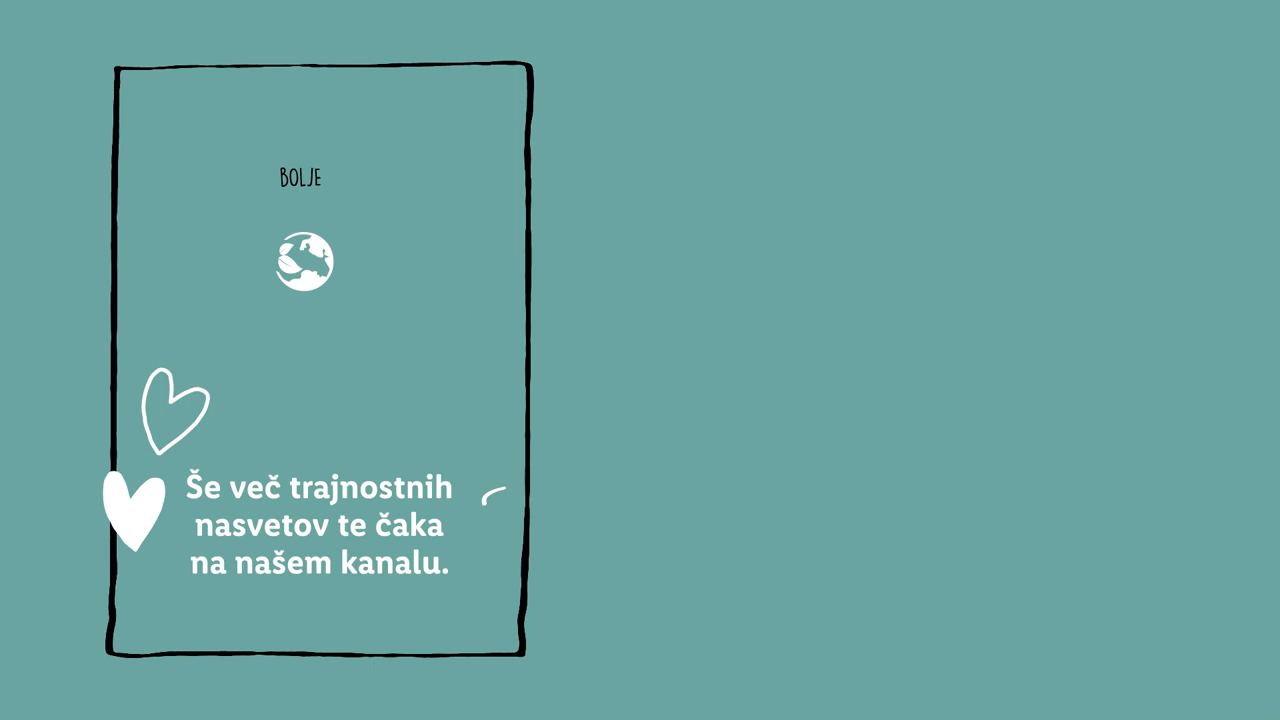 BOLJE
Še več trajnostnih
nasvetov te čaka
na našem kanalu.